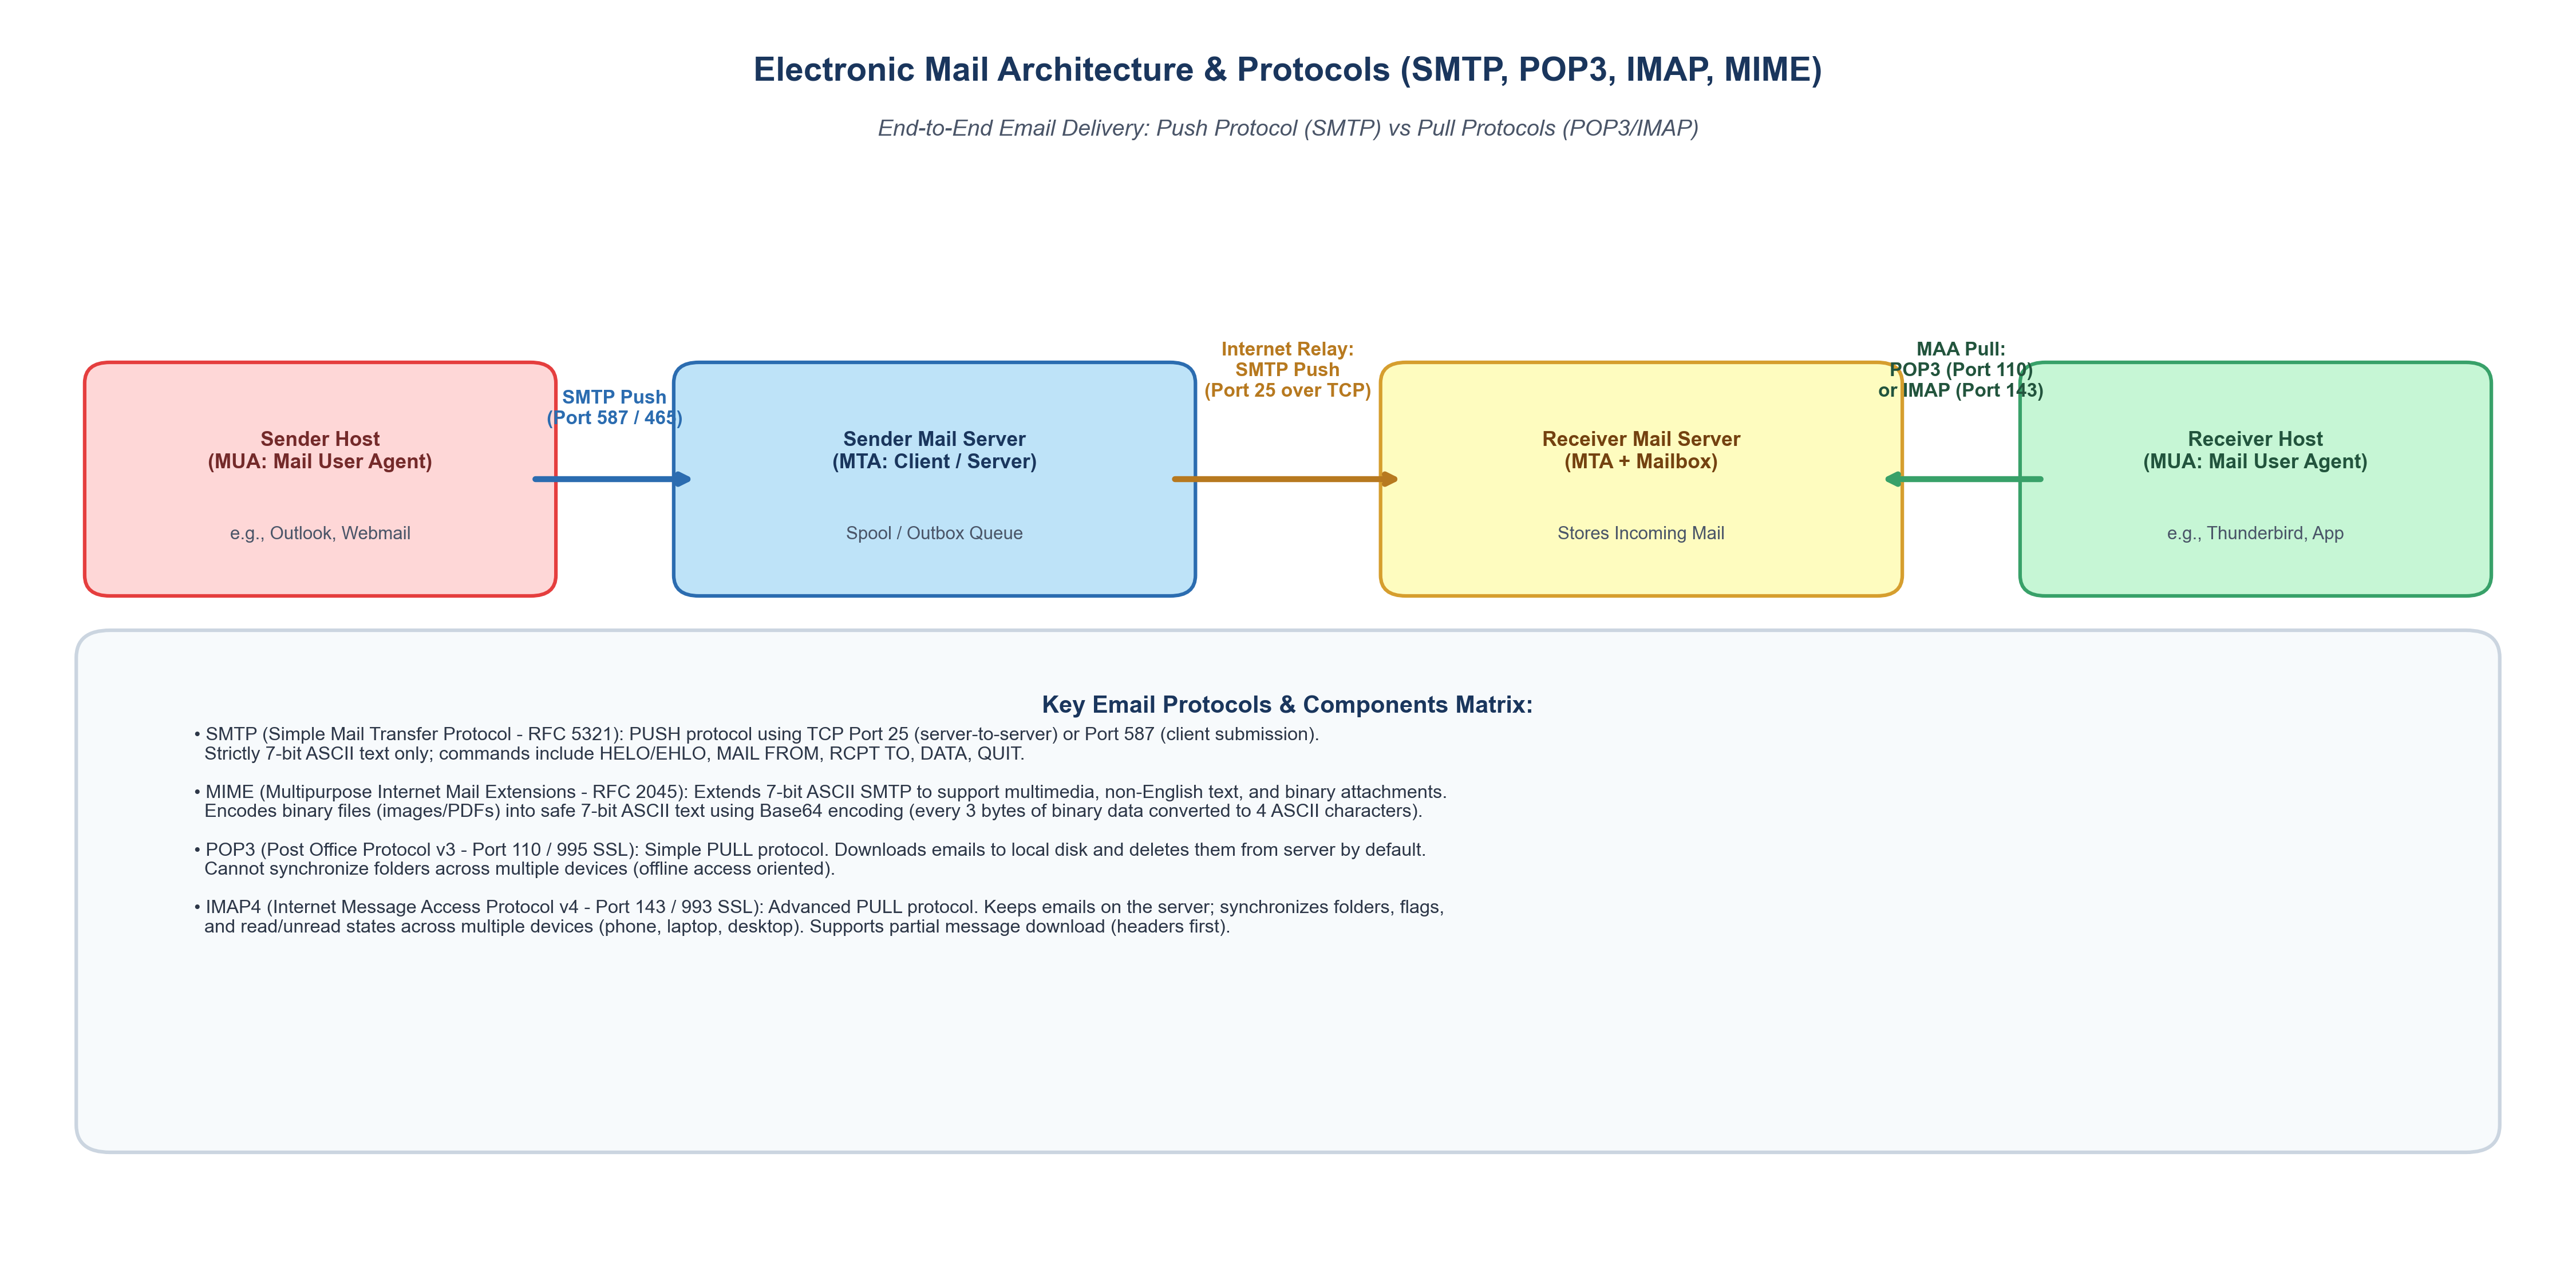 Electronic Mail Architecture & Protocols (SMTP, POP3, IMAP, MIME)
End-to-End Email Delivery: Push Protocol (SMTP) vs Pull Protocols (POP3/IMAP)
Sender Host
(MUA: Mail User Agent)
e.g., Outlook, Webmail
SMTP Push
(Port 587 / 465)
Sender Mail Server
(MTA: Client / Server)
Spool / Outbox Queue
Internet Relay:
SMTP Push
(Port 25 over TCP)
Receiver Mail Server
(MTA + Mailbox)
Stores Incoming Mail
MAA Pull:
POP3 (Port 110)
or IMAP (Port 143)
Receiver Host
(MUA: Mail User Agent)
e.g., Thunderbird, App
Key Email Protocols & Components Matrix:
• SMTP (Simple Mail Transfer Protocol - RFC 5321): PUSH protocol using TCP Port 25 (server-to-server) or Port 587 (client submission).
Strictly 7-bit ASCII text only; commands include HELO/EHLO, MAIL FROM, RCPT TO, DATA, QUIT.
• MIME (Multipurpose Internet Mail Extensions - RFC 2045): Extends 7-bit ASCII SMTP to support multimedia, non-English text, and binary attachments.
Encodes binary files (images/PDFs) into safe 7-bit ASCII text using Base64 encoding (every 3 bytes of binary data converted to 4 ASCII characters).
• POP3 (Post Office Protocol v3 - Port 110 / 995 SSL): Simple PULL protocol. Downloads emails to local disk and deletes them from server by default.
Cannot synchronize folders across multiple devices (offline access oriented).
• IMAP4 (Internet Message Access Protocol v4 - Port 143 / 993 SSL): Advanced PULL protocol. Keeps emails on the server; synchronizes folders, flags,
and read/unread states across multiple devices (phone, laptop, desktop). Supports partial message download (headers first).